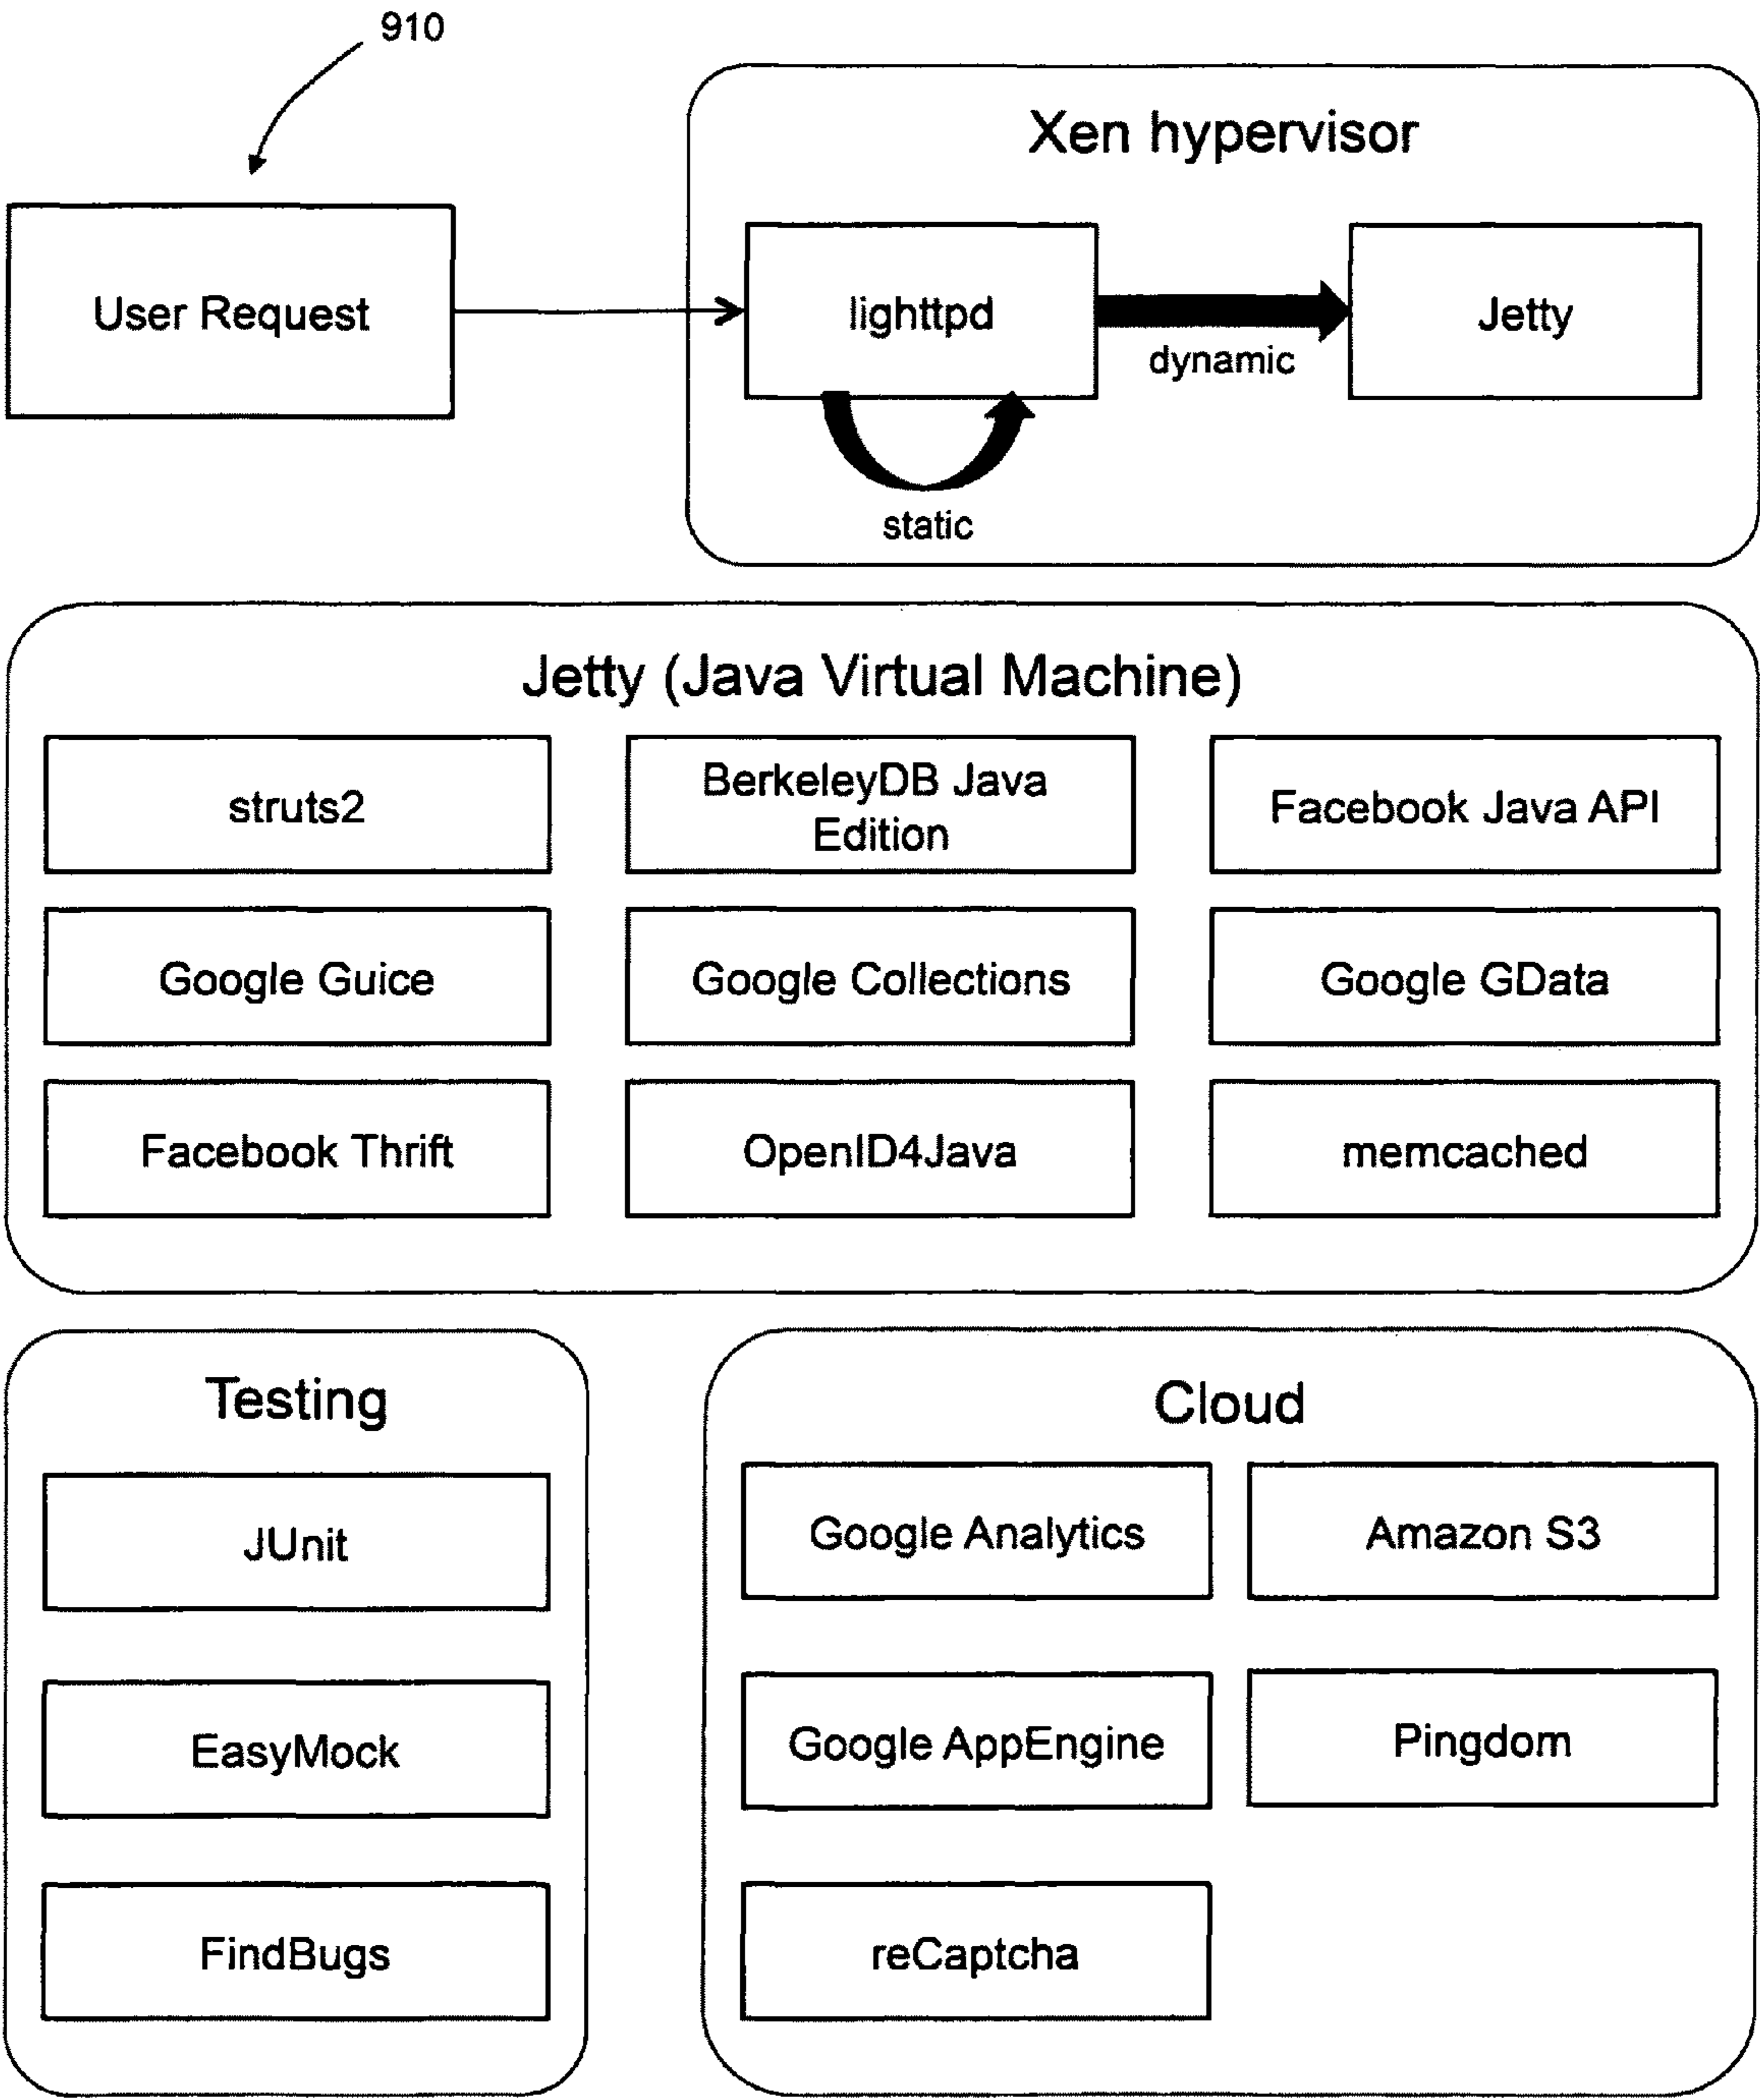 910
Xen hypervisor
User Request
lighttpd
Jetty
dynamic
static
Jetty (Java Virtual Machine)
struts2
BerkeleyDB Java
Edition
Facebook Java API
Google Guice
Google Collections
Google GData
Facebook Thrift
OpenID4Java
memcached
Testing
JUnit
EasyMock
FindBugs
Cloud
Google Analytics
Amazon S3
Google AppEngine
Pingdom
reCaptcha